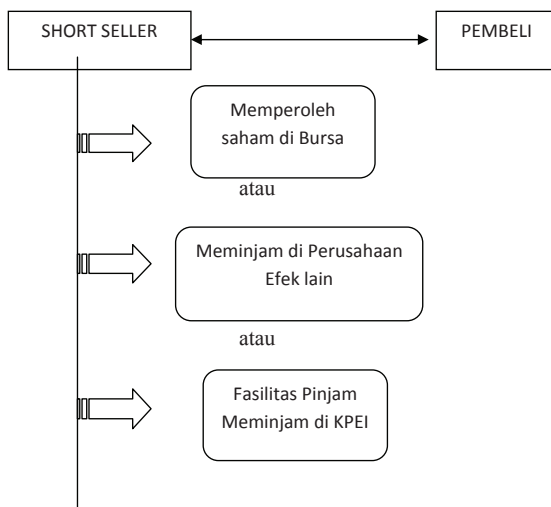 SHORT SELLER
PEMBELI
Memperoleh
saham di Bursa
atau
Meminjam di Perusahaan
Efek lain
atau
Fasilitas Pinjam
Meminjam di KPEI